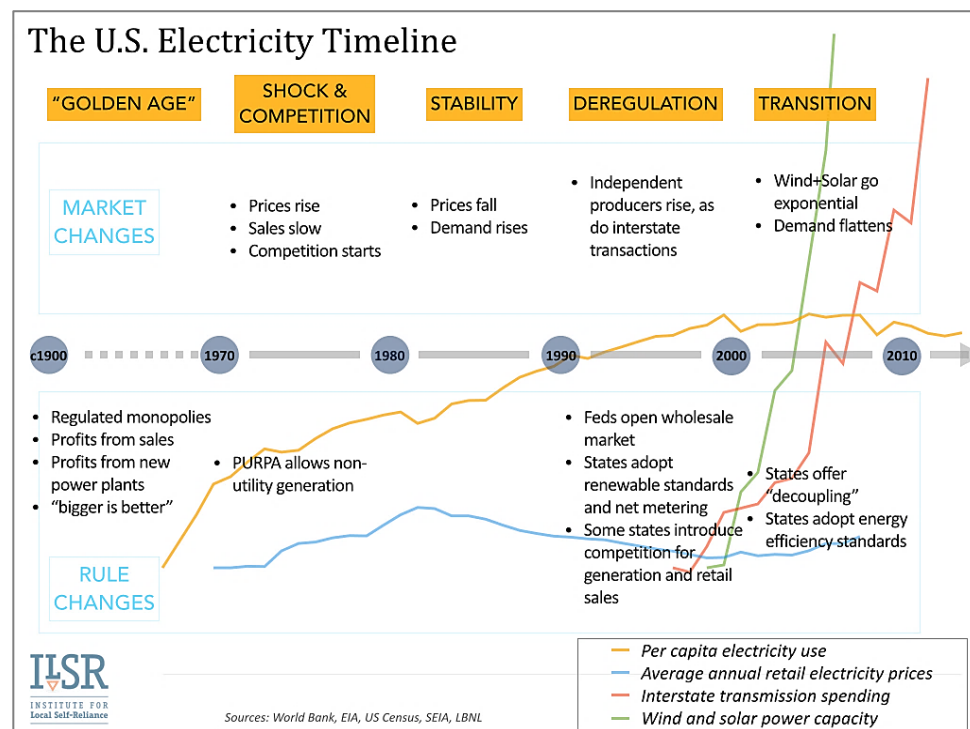 The U.S. Electricity Timeline
"GOLDEN AGE"
SHOCK &
COMPETITION
STABILITY
DEREGULATION
TRANSITION
MARKET
CHANGES
• Prices rise
• Sales slow
• Competition starts
• Prices fall
• Demand rises
• Independent
producers rise, as
do interstate
transactions
• Wind+Solar go
exponential
• Demand flattens
c1900
1970
1980
1990
2000
2010
• Regulated monopolies
• Profits from sales
• Profits from new
power plants
• "bigger is better"
• PURPA allows non-
utility generation
• Feds open wholesale
market
• States adopt
renewable standards
and net metering
• Some states introduce
competition for
generation and retail
sales
• States offer
"decoupling"
• States adopt energy
efficiency standards
RULE
CHANGES
ILSR
INSTITUTE FOR
Local Self-Reliance
Sources: World Bank, EIA, US Census, SEIA, LBNL
Per capita electricity use
Average annual retail electricity prices
Interstate transmission spending
Wind and solar power capacity